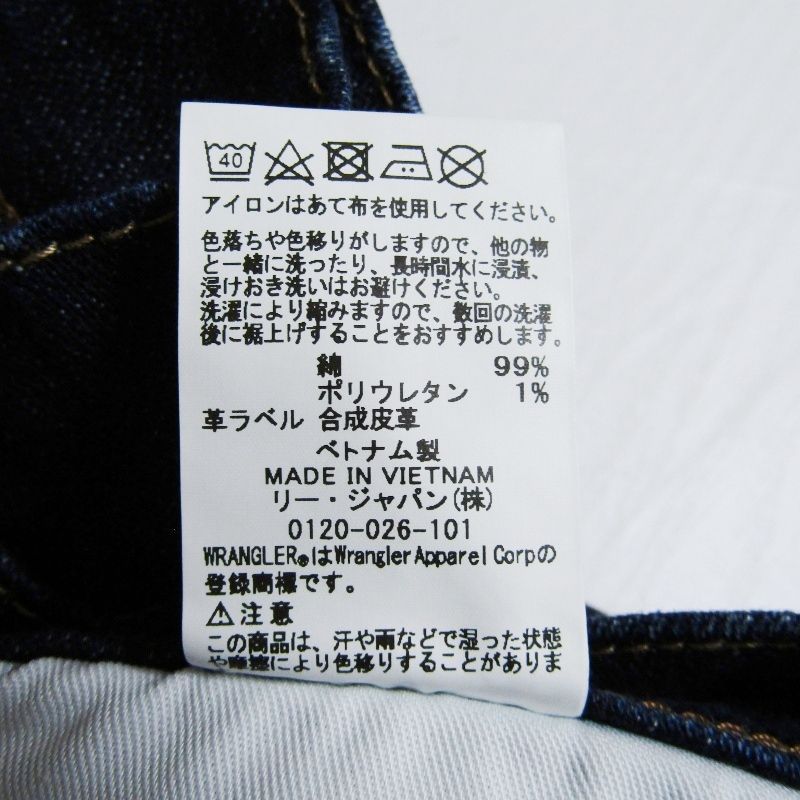 40
アイロンはあて布を使用してください。
色落ちや色移りがしますので、他の物
と一緒に洗ったり、長時間水に浸漬、
浸けおき洗いはお避けください。
洗濯により縮みますので、数回の洗濯
後に裾上げすることをおすすめします。
綿 99%
ポリウレタン 1%
革ラベル 合成皮革
ベトナム製
MADE IN VIETNAM
リー・ジャパン(株)
0120-026-101
WRANGLER®はWrangler Apparel Corpの
登録商標です。
⚠注意
この商品は、汗や雨などで湿った状態
や摩擦により色移りすることがありま